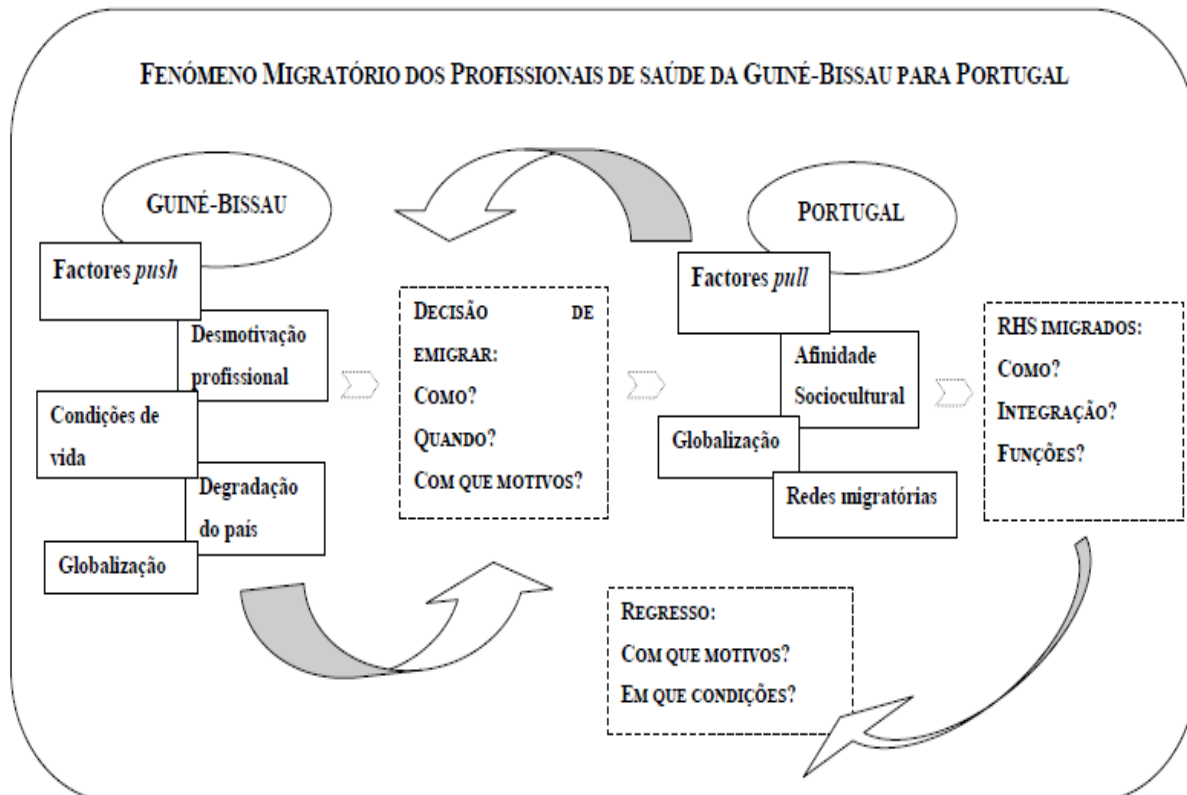 FENÓMENO MIGRATÓRIO DOS PROFISSIONAIS DE SAÚDE DA GUINÉ-BISSAU PARA PORTUGAL
GUINÉ-BISSAU
Factores push
Desmotivação
profissional
Condições de
vida
Degradação
do país
Globalização
DECISÃO DE
EMIGRAR:
COMO?
QUANDO?
COM QUE MOTIVOS?
PORTUGAL
Factores pull
Afinidade
Sociocultural
Globalização
Redes migratórias
RHS IMIGRADOS:
COMO?
INTEGRAÇÃO?
FUNÇÕES?
REGRESSO:
COM QUE MOTIVOS?
EM QUE CONDIÇÕES?